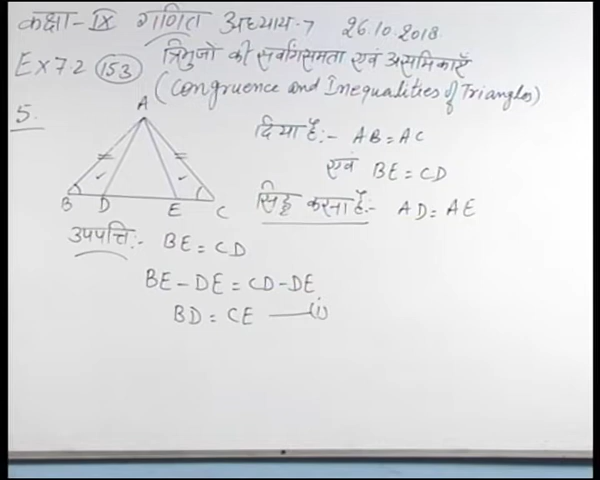 कक्षा - IX गणित अध्याय-7 26.10.2018.
Ex 7.2 (153) त्रिभुजो की सर्वांगसमता एवं असमिकाएँ
(Congruence and Inequalities of Triangles)
5.
A
B D E C
दिया है:- AB = AC
एवं BE = CD
सिद्ध करना है:- AD = AE
उपपत्ति:- BE = CD
BE - DE = CD - DE
BD = CE —(i)